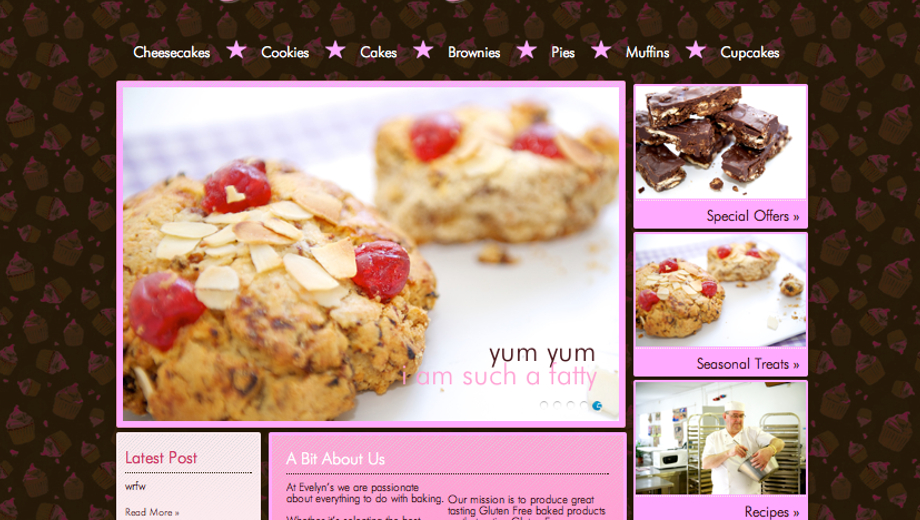 Cheesecakes Cookies Cakes Brownies Pies Muffins Cupcakes
yum yum
i am such a fatty
Special Offers »
Seasonal Treats »
Recipes »
Latest Post
wrfw
Read More »
A Bit About Us
At Evelyn's we are passionate
about everything to do with baking.
Our mission is to produce great
tasting Gluten Free baked products